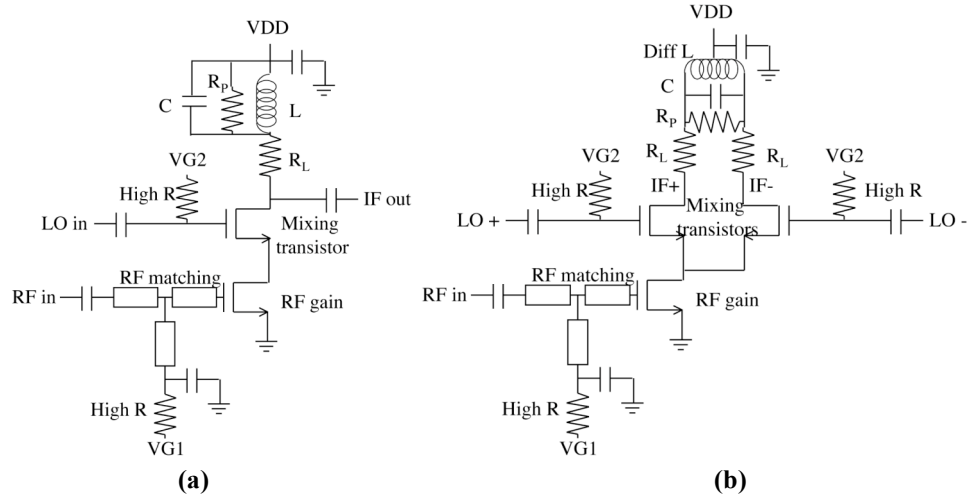 VDD
R_P
C
L
R_L
VG2
High R
IF out
LO in
Mixing
transistor
RF matching
RF in
RF gain
High R
VG1
(a)
VDD
Diff L
C
R_P
R_L
R_L
VG2
VG2
High R
High R
IF+
IF-
LO +
Mixing
transistors
LO -
RF matching
RF in
RF gain
High R
VG1
(b)